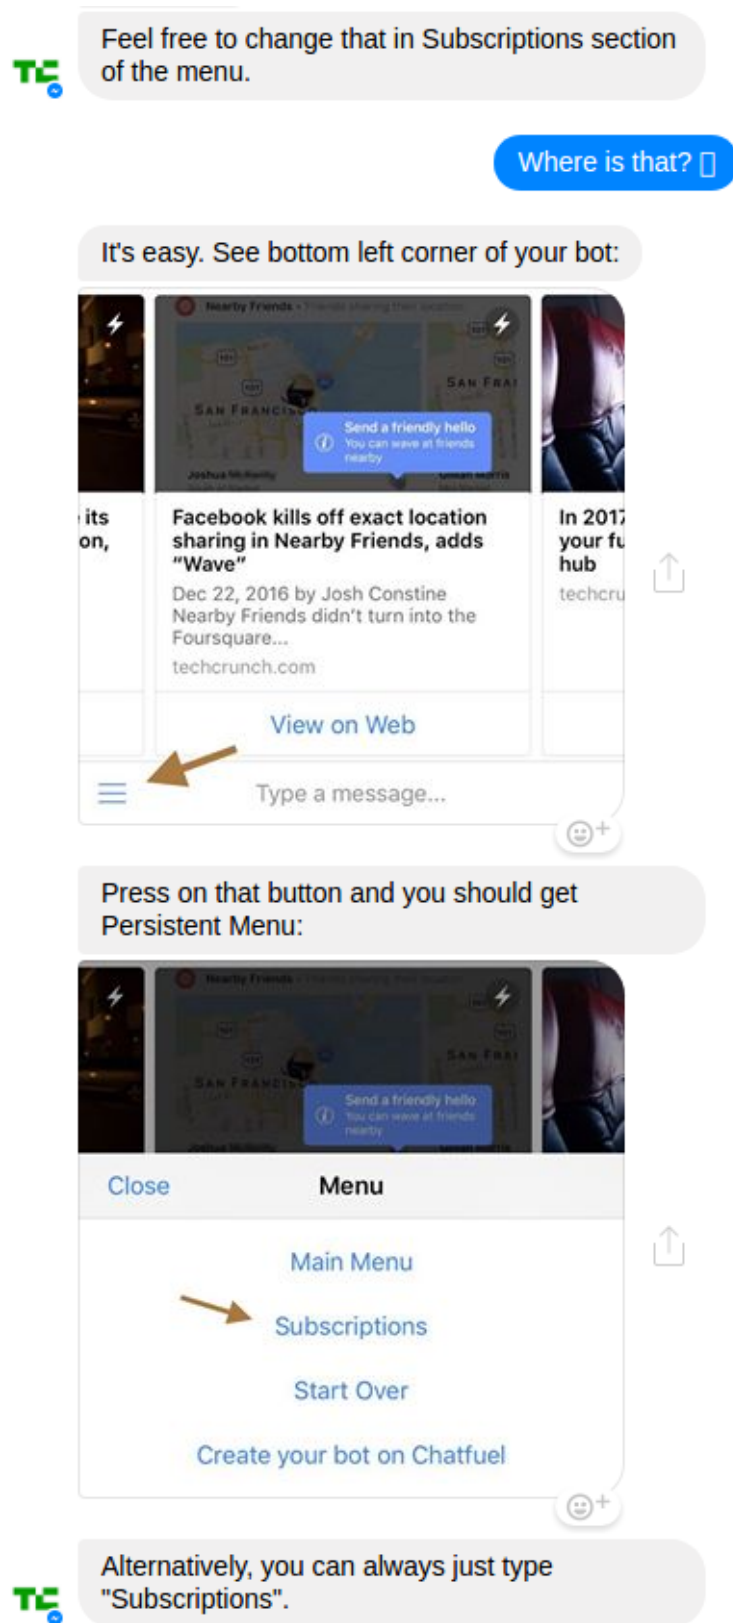 Feel free to change that in Subscriptions section
of the menu.
Where is that?
It's easy. See bottom left corner of your bot:
Nearby Friends • Friends sharing their location
SAN FRANCISCO
SAN FRAN
Send a friendly hello
You can wave at friends
nearby
its
on,
Facebook kills off exact location
sharing in Nearby Friends, adds
“Wave”
Dec 22, 2016 by Josh Constine
Nearby Friends didn’t turn into the
Foursquare...
techcrunch.com
In 2017
your fu
hub
techcru
View on Web
Type a message...
Press on that button and you should get
Persistent Menu:
Nearby Friends
SAN FRANCISCO
SAN FRAN
Send a friendly hello
You can wave at friends
nearby
Close
Menu
Main Menu
Subscriptions
Start Over
Create your bot on Chatfuel
Alternatively, you can always just type
"Subscriptions".